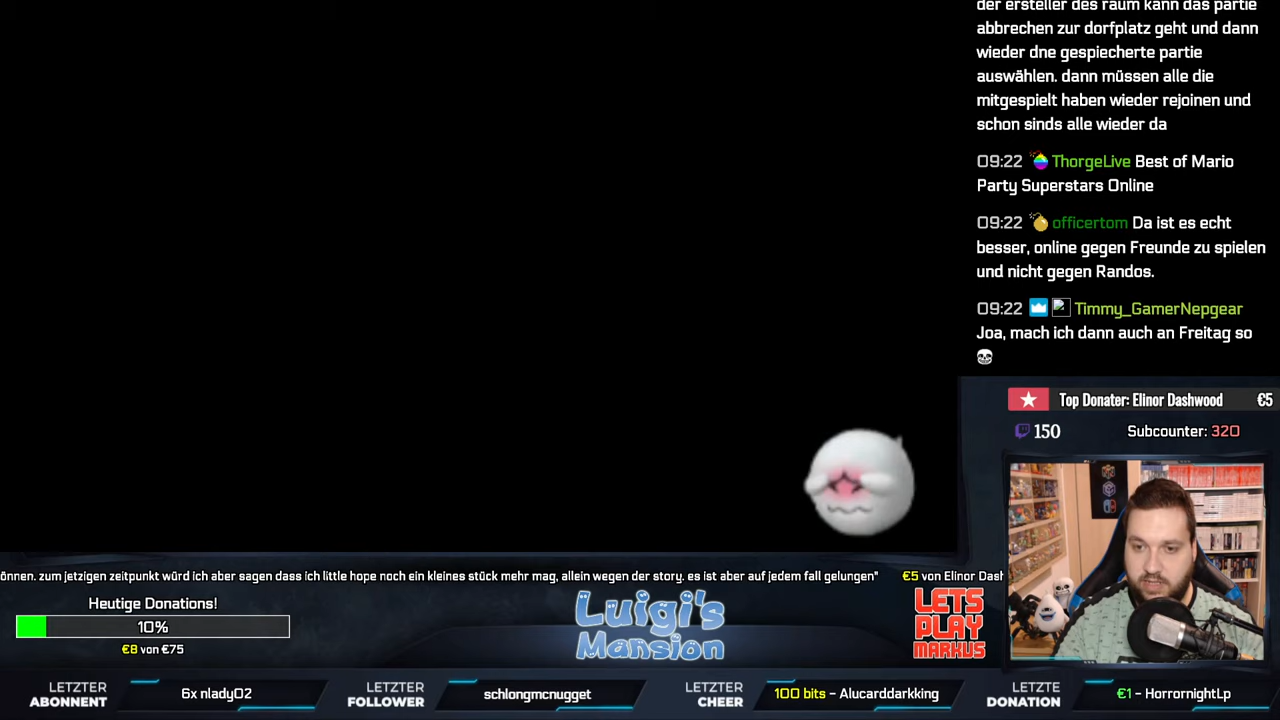 der ersteller des raum kann das partie
abbrechen zur dorfplatz geht und dann
wieder dne gespiecherte partie
auswählen. dann müssen alle die
mitgespielt haben wieder rejoinen und
schon sinds alle wieder da
09:22 ThorgeLive Best of Mario
Party Superstars Online
09:22 officertom Da ist es echt
besser, online gegen Freunde zu spielen
und nicht gegen Randos.
09:22 Timmy_GamerNepgear
Joa, mach ich dann auch an Freitag so
Top Donater: Elinor Dashwood €5
150 Subcounter: 320
önnen. zum jetzigen zeitpunkt würd ich aber sagen dass ich little hope noch ein kleines stück mehr mag, allein wegen der story. es ist aber auf jedem fall gelungen" €5 von Elinor Dash
Heutige Donations!
10%
€8 von €75
Luigi's
Mansion
LETS
PLAY
MARKUS
LETZTER
ABONNENT
6x nlady02
LETZTER
FOLLOWER
schlongmcnugget
LETZTER
CHEER
100 bits - Alucarddarkking
LETZTE
DONATION
€1 - HorrornightLp